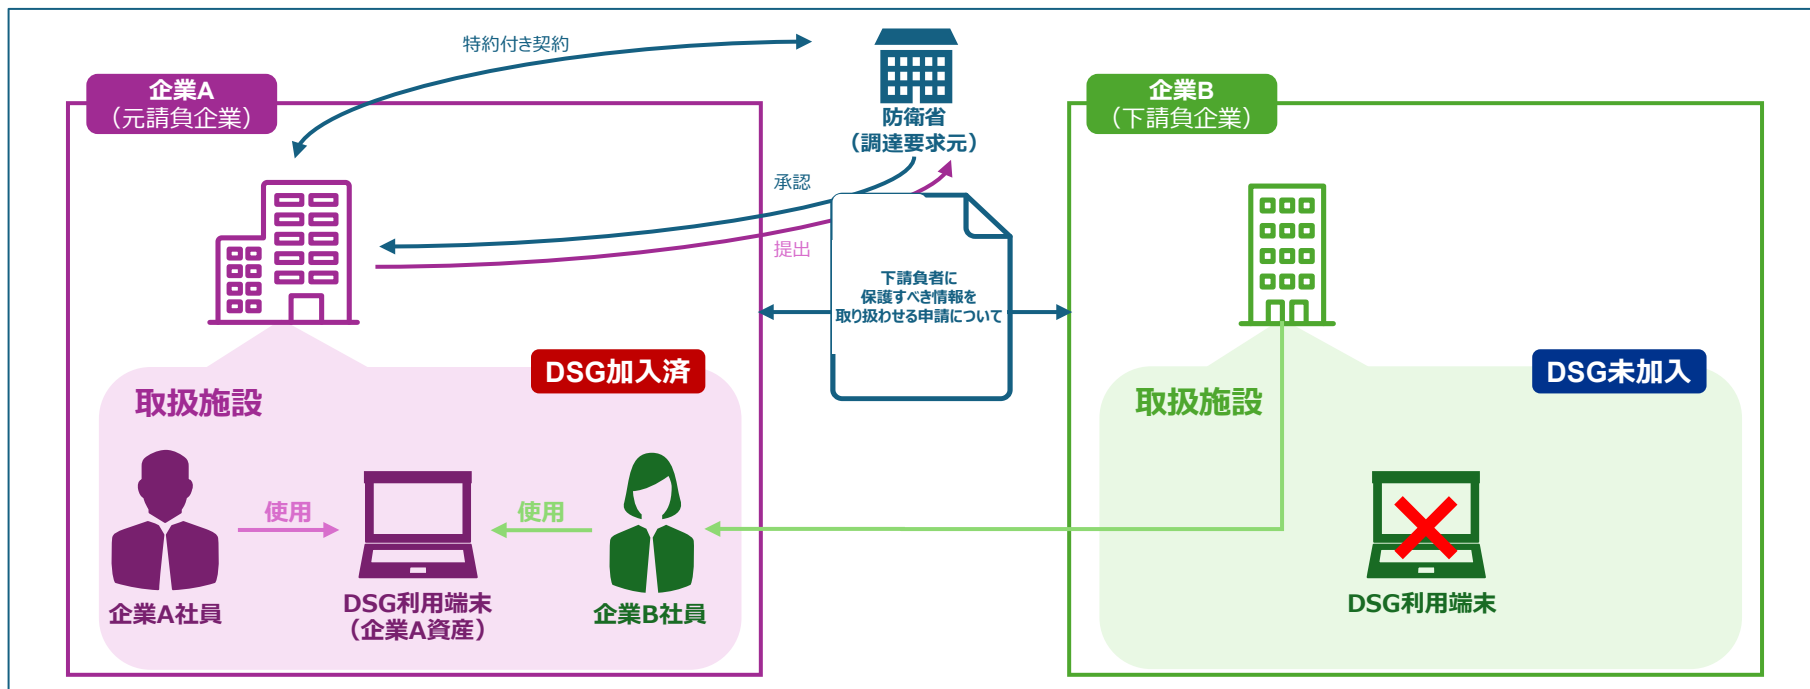 特約付き契約
企業A
（元請負企業）
防衛省
（調達要求元）
企業B
（下請負企業）
承認
提出
下請負者に
保護すべき情報を
取り扱わせる申請について
DSG加入済
取扱施設
使用
使用
企業A社員
DSG利用端末
（企業A資産）
企業B社員
DSG未加入
取扱施設
DSG利用端末